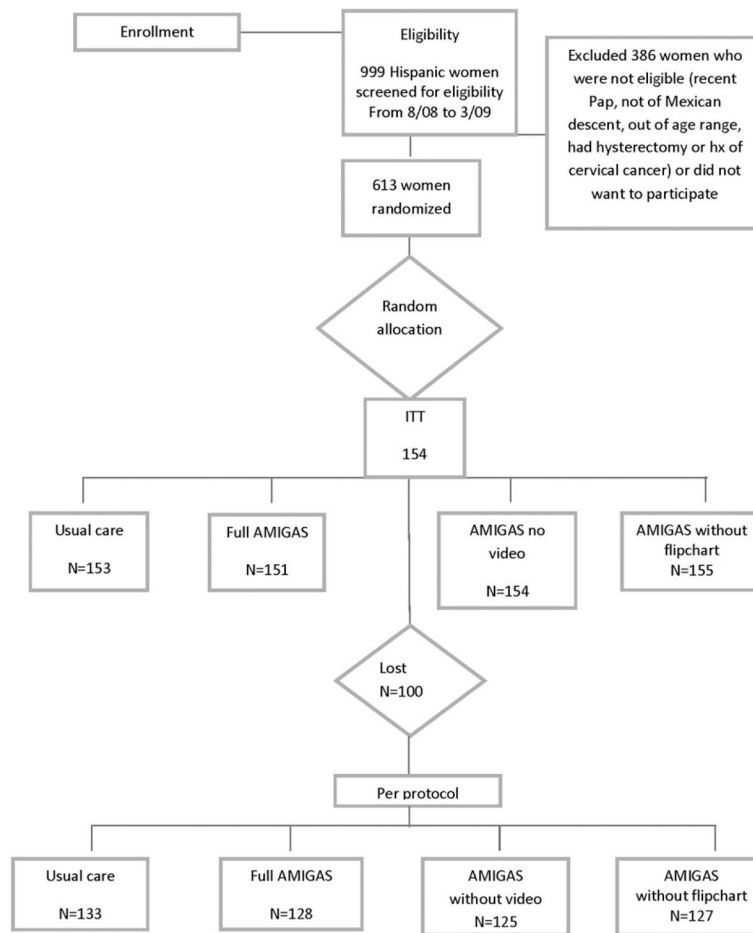 Enrollment
Eligibility
999 Hispanic women
screened for eligibility
From 8/08 to 3/09
Excluded 386 women who
were not eligible (recent
Pap, not of Mexican
descent, out of age range,
had hysterectomy or hx of
cervical cancer) or did not
want to participate
613 women
randomized
Random
allocation
ITT
154
Usual care
N=153
Full AMIGAS
N=151
AMIGAS no
video
N=154
AMIGAS without
flipchart
N=155
Lost
N=100
Per protocol
Usual care
N=133
Full AMIGAS
N=128
AMIGAS
without video
N=125
AMIGAS
without flipchart
N=127